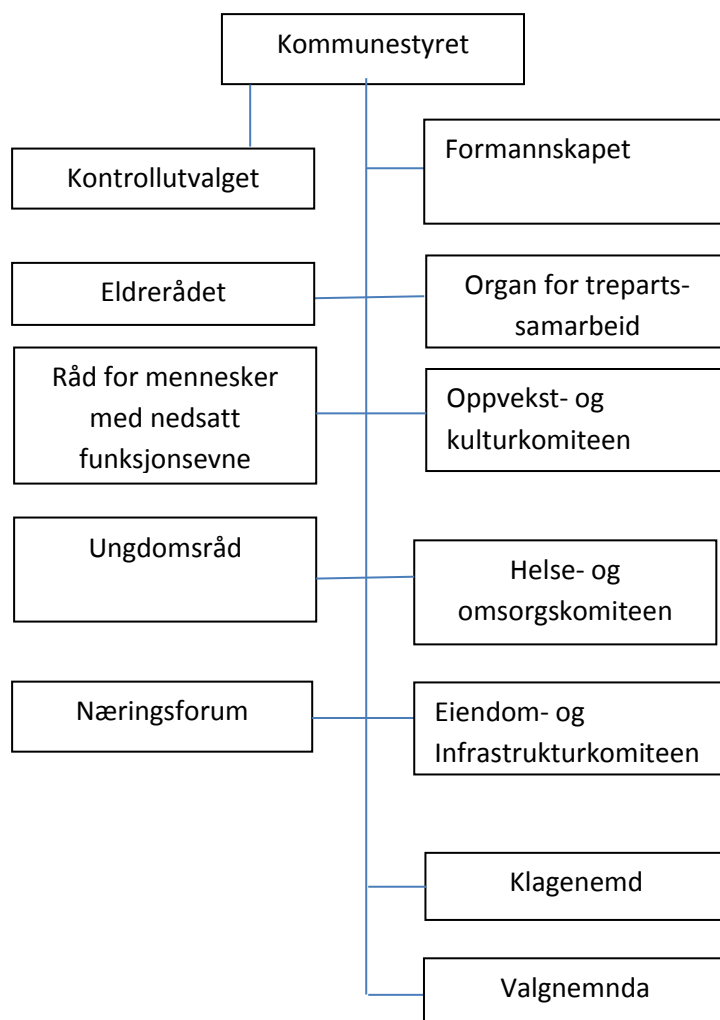 Kommunestyret
Kontrollutvalget
Formannskapet
Eldrerådet
Organ for treparts-
samarbeid
Råd for mennesker
med nedsatt
funksjonsevne
Oppvekst- og
kulturkomiteen
Ungdomsråd
Helse- og
omsorgskomiteen
Næringsforum
Eiendom- og
Infrastrukturkomiteen
Klagenemd
Valgnemnda